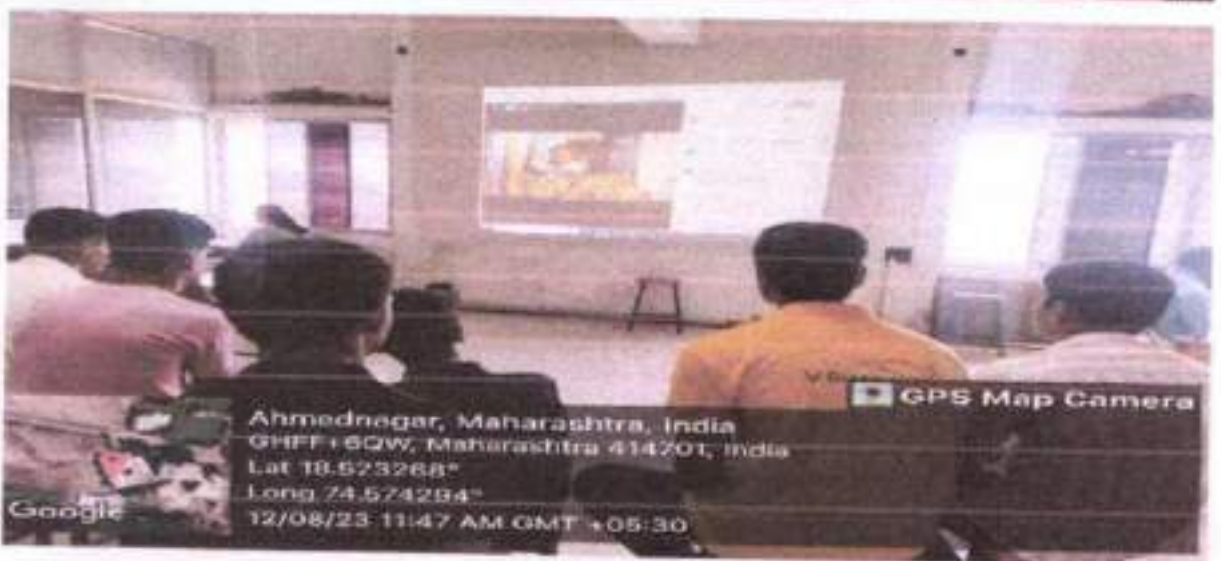 GPS Map Camera
Ahmednagar, Maharashtra, India
GHFF+6QW, Maharashtra 414701, India
Lat 18.523268°
Long 74.574294°
12/08/23 11:47 AM GMT +05:30
Google